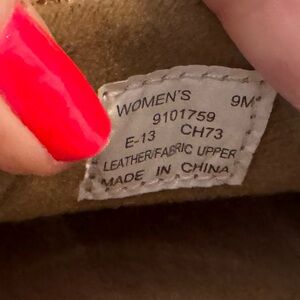 WOMEN'S 9M
9101759
E-13 CH73
LEATHER/FABRIC UPPER
MADE IN CHINA